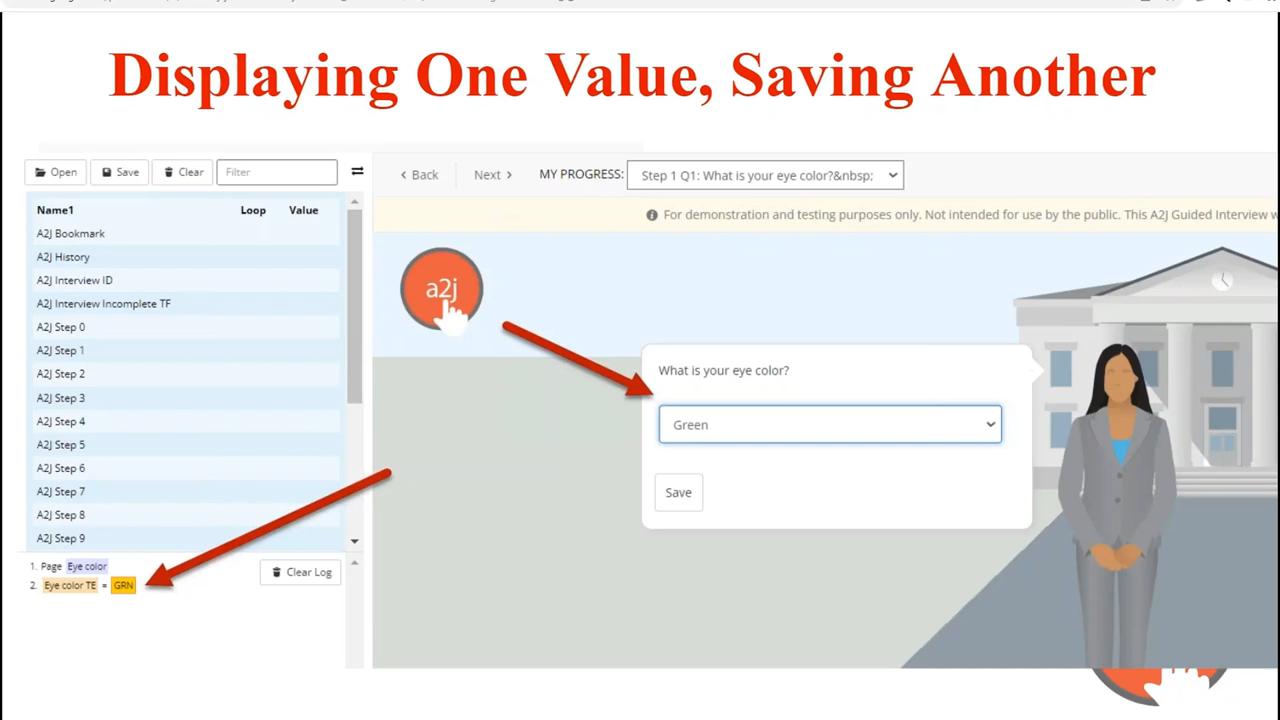 Displaying One Value, Saving Another
Open Save Clear Filter
Name1 Loop Value
A2J Bookmark
A2J History
A2J Interview ID
A2J Interview Incomplete TF
A2J Step 0
A2J Step 1
A2J Step 2
A2J Step 3
A2J Step 4
A2J Step 5
A2J Step 6
A2J Step 7
A2J Step 8
A2J Step 9
1. Page Eye color
2. Eye color TE = GRN
Clear Log
Back Next MY PROGRESS: Step 1 Q1: What is your eye color?&nbsp;
For demonstration and testing purposes only. Not intended for use by the public. This A2J Guided Interview w
a2j
What is your eye color?
Green
Save